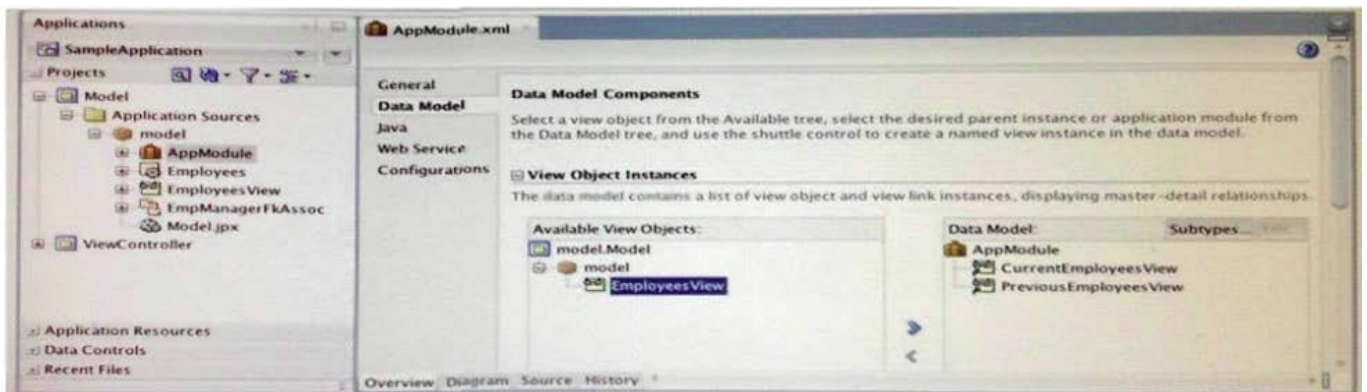 Applications
SampleApplication
Projects
Model
Application Sources
model
AppModule
Employees
EmployeesView
EmpManagerFkAssoc
Model.jpx
ViewController
Application Resources
Data Controls
Recent Files
AppModule.xml
General
Data Model
Java
Web Service
Configurations
Data Model Components
Select a view object from the Available tree, select the desired parent instance or application module from
the Data Model tree, and use the shuttle control to create a named view instance in the data model.
View Object Instances
The data model contains a list of view object and view link instances, displaying master-detail relationships.
Available View Objects:
model.Model
model
EmployeesView
Data Model:
Subtypes...
AppModule
CurrentEmployeesView
PreviousEmployeesView
Overview Diagram Source History